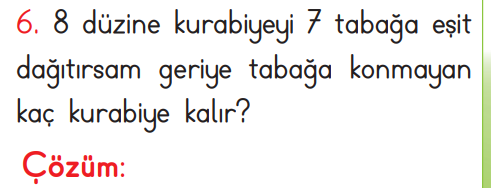 6. 8 düzine kurabiyeyi 7 tabağa eşit
dağıtırsam geriye tabağa konmayan
kaç kurabiye kalır?
Çözüm: